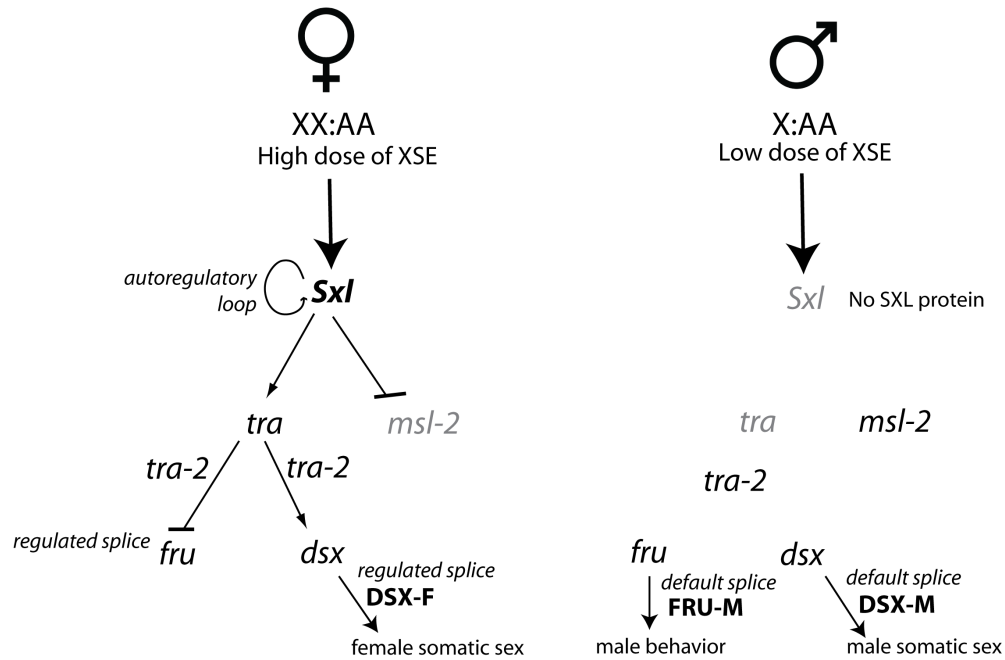 XX:AA
High dose of XSE
autoregulatory
loop
Sxl
tra
msl-2
tra-2
tra-2
regulated splice
fru
dsx
regulated splice
DSX-F
female somatic sex
X:AA
Low dose of XSE
Sxl
No SXL protein
tra
msl-2
tra-2
fru
dsx
default splice
FRU-M
default splice
DSX-M
male behavior
male somatic sex